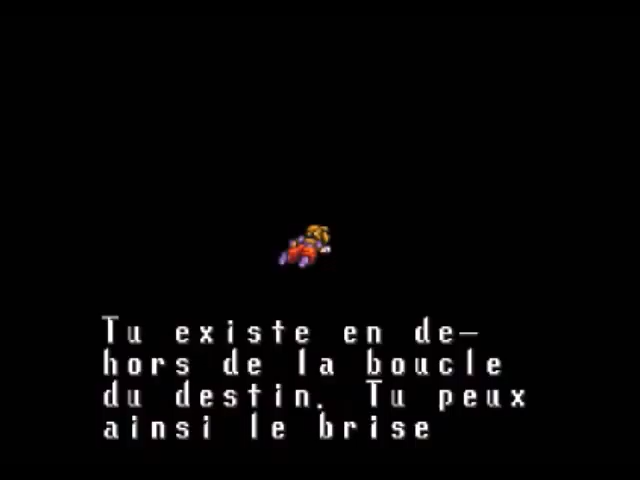 Tu existe en de-
hors de la boucle
du destin. Tu peux
ainsi le brise